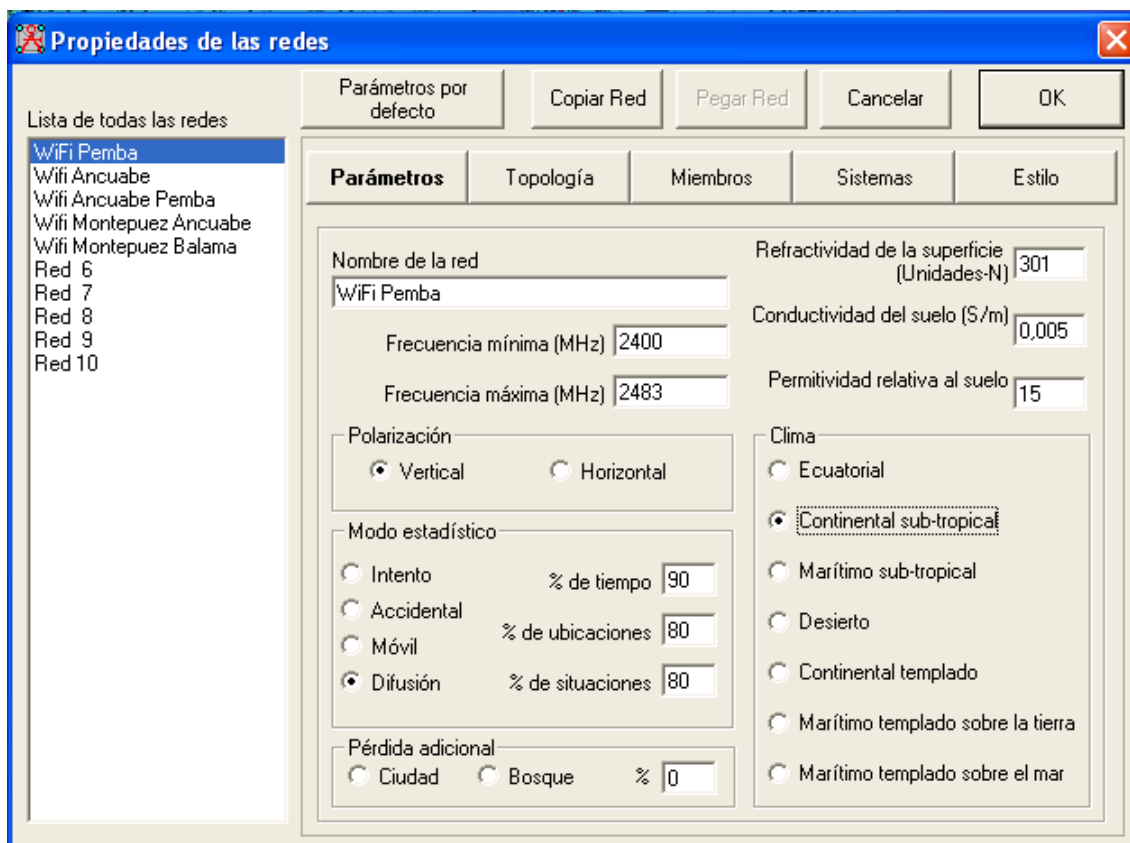 Propiedades de las redes
Parámetros por defecto
Copiar Red
Pegar Red
Cancelar
OK
Lista de todas las redes
WiFi Pemba
Wifi Ancuabe
Wifi Ancuabe Pemba
Wifi Montepuez Ancuabe
Wifi Montepuez Balama
Red 6
Red 7
Red 8
Red 9
Red 10
Parámetros
Topología
Miembros
Sistemas
Estilo
Nombre de la red
WiFi Pemba
Frecuencia mínima (MHz) 2400
Frecuencia máxima (MHz) 2483
Refractividad de la superficie
(Unidades-N) 301
Conductividad del suelo (S/m) 0,005
Permitividad relativa al suelo 15
Polarización
Vertical
Horizontal
Modo estadístico
Intento
Accidental
Móvil
Difusión
% de tiempo 90
% de ubicaciones 80
% de situaciones 80
Pérdida adicional
Ciudad
Bosque
% 0
Clima
Ecuatorial
Continental sub-tropical
Marítimo sub-tropical
Desierto
Continental templado
Marítimo templado sobre la tierra
Marítimo templado sobre el mar